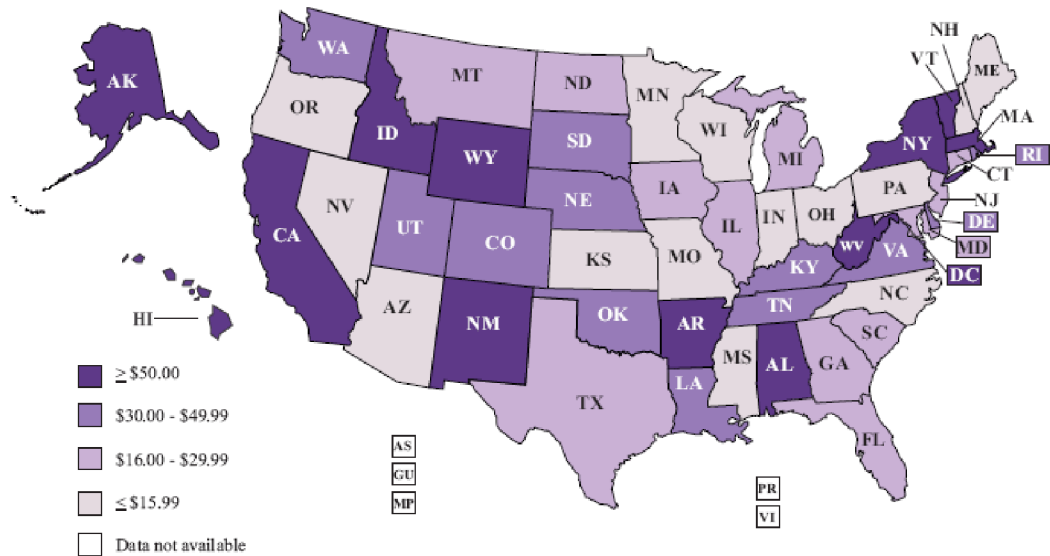 NH
WA
VT
ME
MT
ND
AK
MN
OR
MA
ID
WI
NY
SD
RI
WY
MI
CT
IA
PA
NE
NJ
NV
OH
IN
IL
DE
UT
CA
CO
MD
WV
VA
KS
MO
KY
DC
NC
TN
AZ
OK
HI
NM
AR
SC
MS
AL
GA
≥ $50.00
LA
TX
$30.00 - $49.99
FL
AS
$16.00 - $29.99
GU
PR
≤ $15.99
MP
VI
Data not available